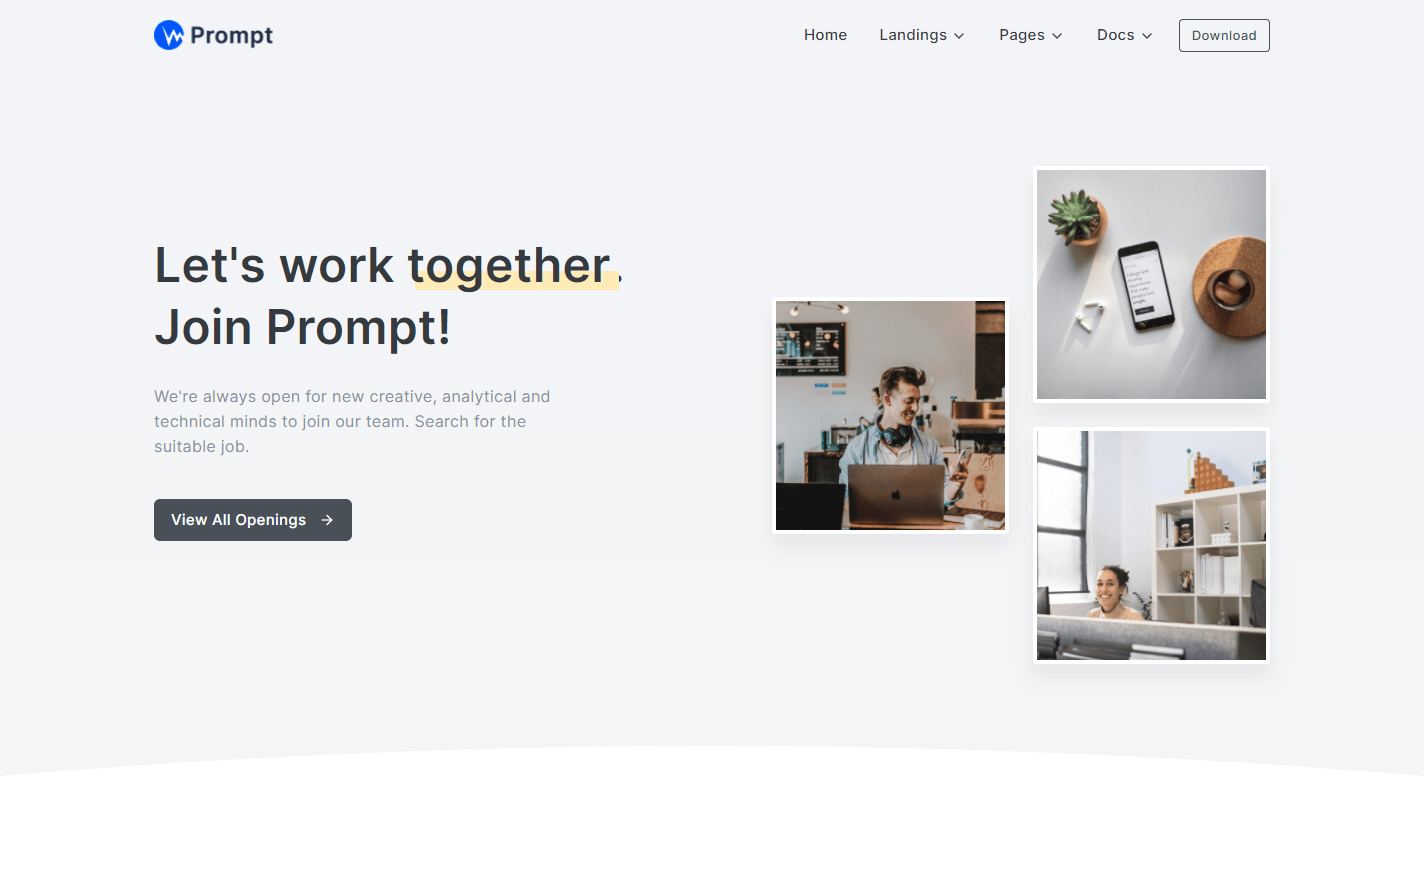 Prompt
Home Landings Pages Docs Download
Let's work together.
Join Prompt!
We're always open for new creative, analytical and
technical minds to join our team. Search for the
suitable job.
View All Openings